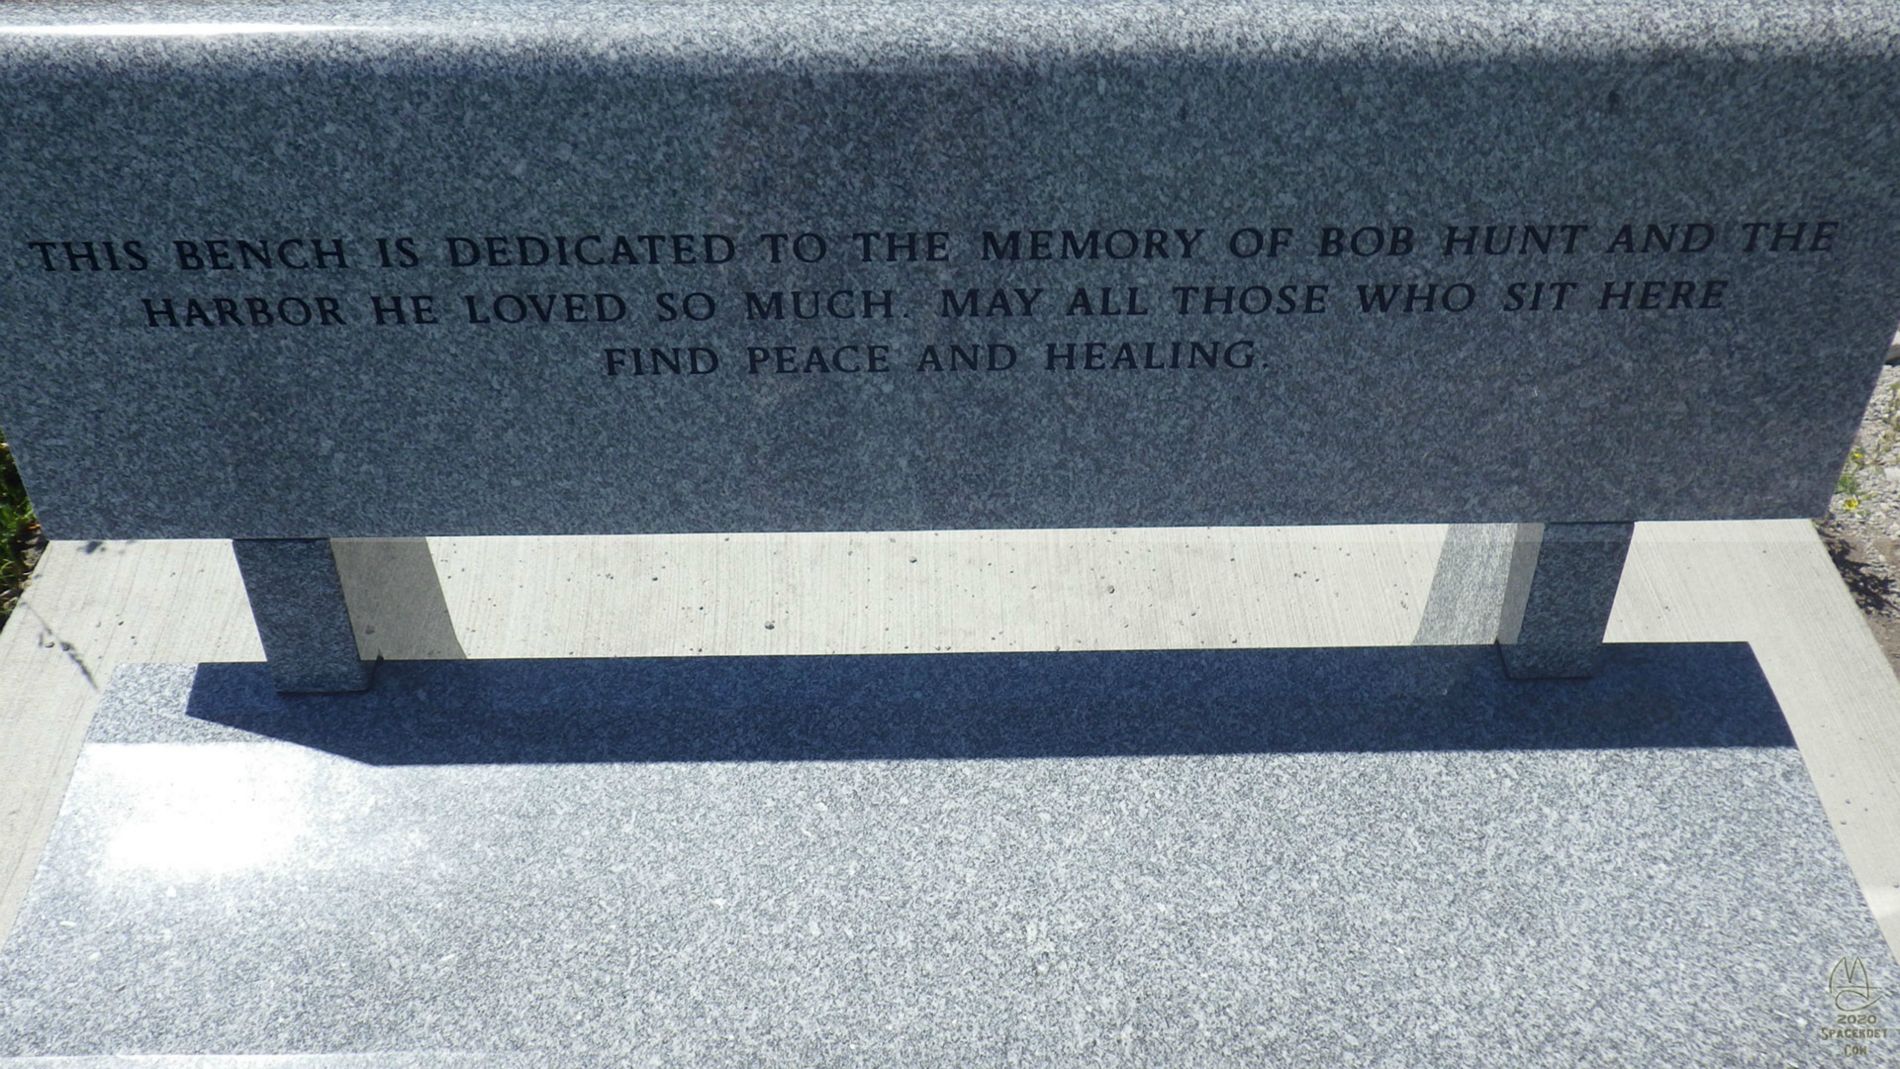 THIS BENCH IS DEDICATED TO THE MEMORY OF BOB HUNT AND THE
HARBOR HE LOVED SO MUCH. MAY ALL THOSE WHO SIT HERE
FIND PEACE AND HEALING.
2020
SPACEKDET
.COM